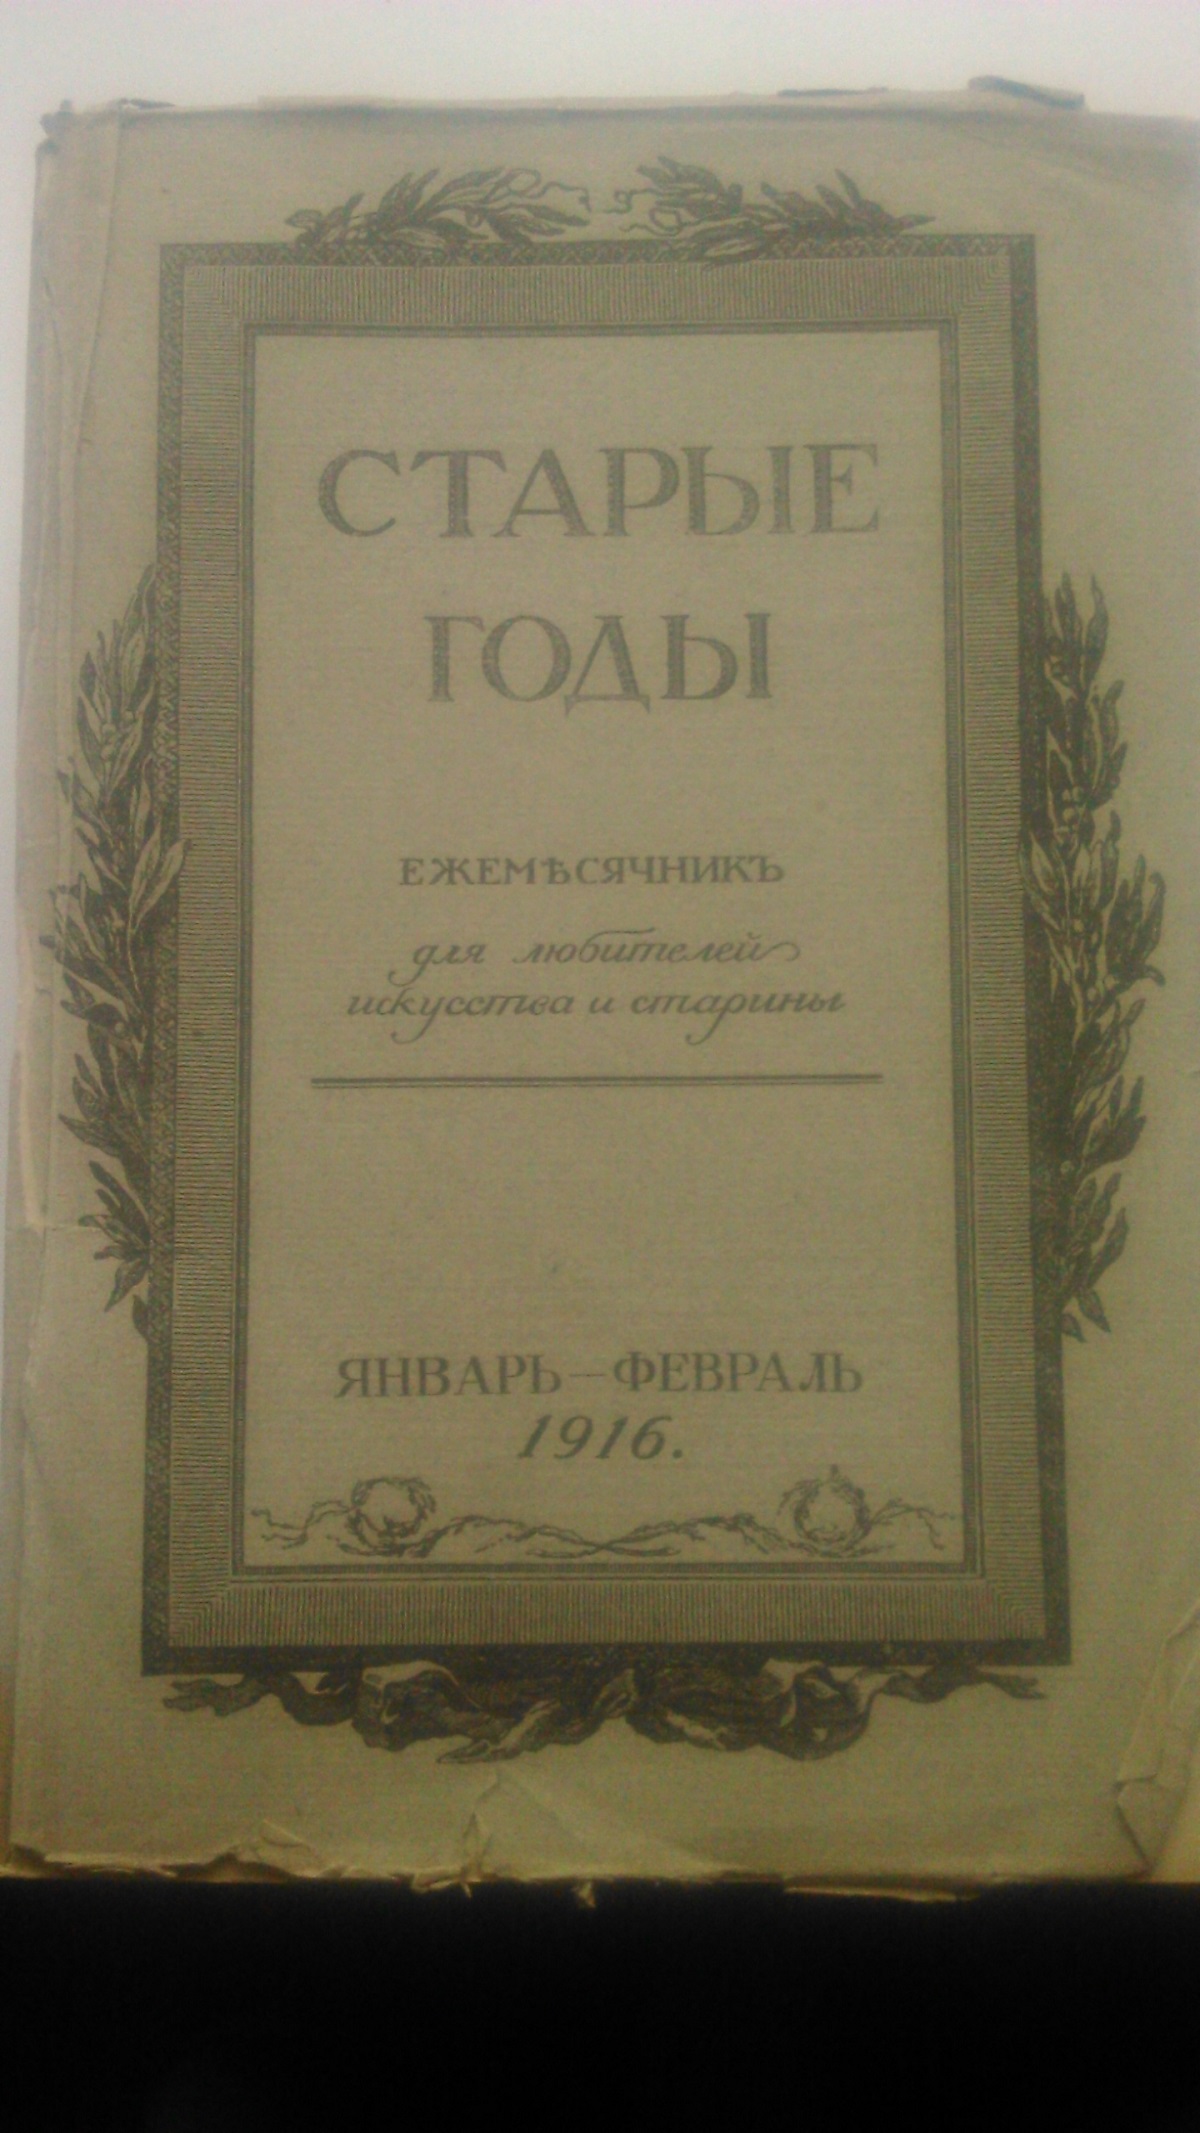 СТАРЫЕ
ГОДЫ
ЕЖЕМѢСЯЧНИКЪ
для любителей
искусства и старины
ЯНВАРЬ—ФЕВРАЛЬ
1916.